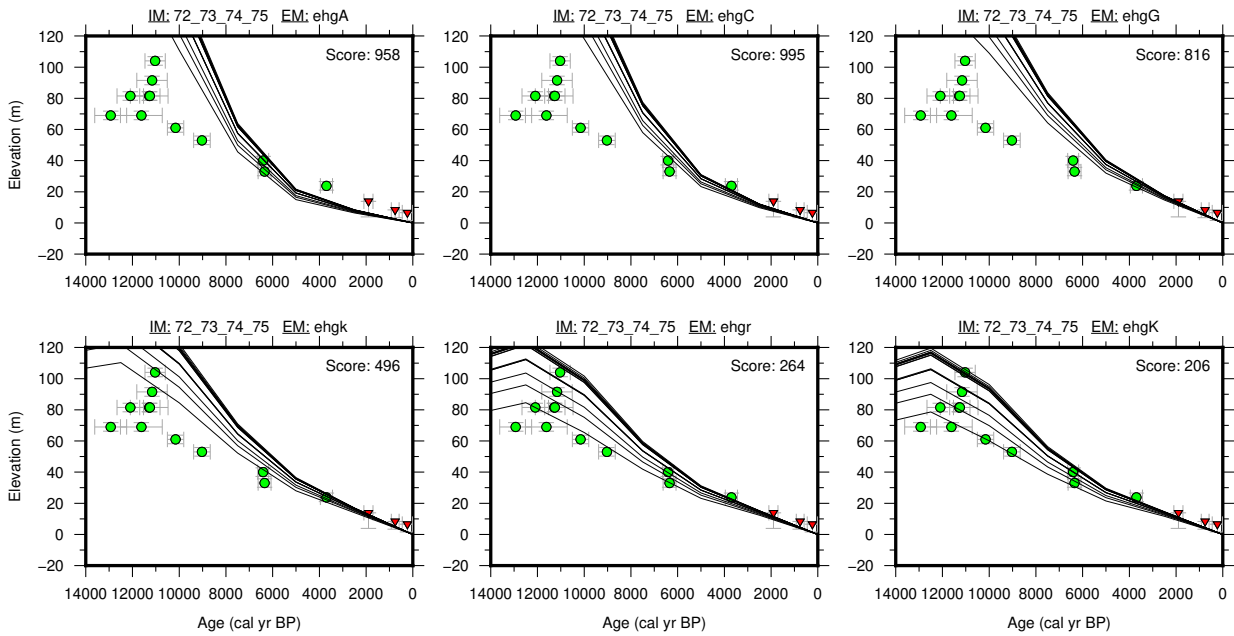 IM: 72_73_74_75 EM: ehgA
IM: 72_73_74_75 EM: ehgC
IM: 72_73_74_75 EM: ehgG
Score: 958
Score: 995
Score: 816
Elevation (m)
120
100
80
60
40
20
0
−20
120
100
80
60
40
20
0
−20
120
100
80
60
40
20
0
−20
14000 12000 10000 8000 6000 4000 2000 0
14000 12000 10000 8000 6000 4000 2000 0
14000 12000 10000 8000 6000 4000 2000 0
IM: 72_73_74_75 EM: ehgk
IM: 72_73_74_75 EM: ehgr
IM: 72_73_74_75 EM: ehgK
Score: 496
Score: 264
Score: 206
Elevation (m)
120
100
80
60
40
20
0
−20
120
100
80
60
40
20
0
−20
120
100
80
60
40
20
0
−20
14000 12000 10000 8000 6000 4000 2000 0
14000 12000 10000 8000 6000 4000 2000 0
14000 12000 10000 8000 6000 4000 2000 0
Age (cal yr BP)
Age (cal yr BP)
Age (cal yr BP)